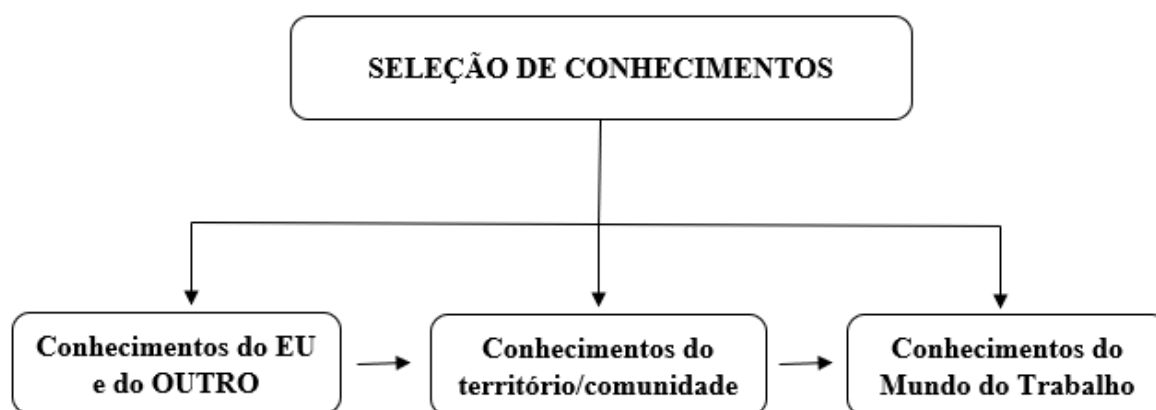 SELEÇÃO DE CONHECIMENTOS
Conhecimentos do EU
e do OUTRO
Conhecimentos do
território/comunidade
Conhecimentos do
Mundo do Trabalho